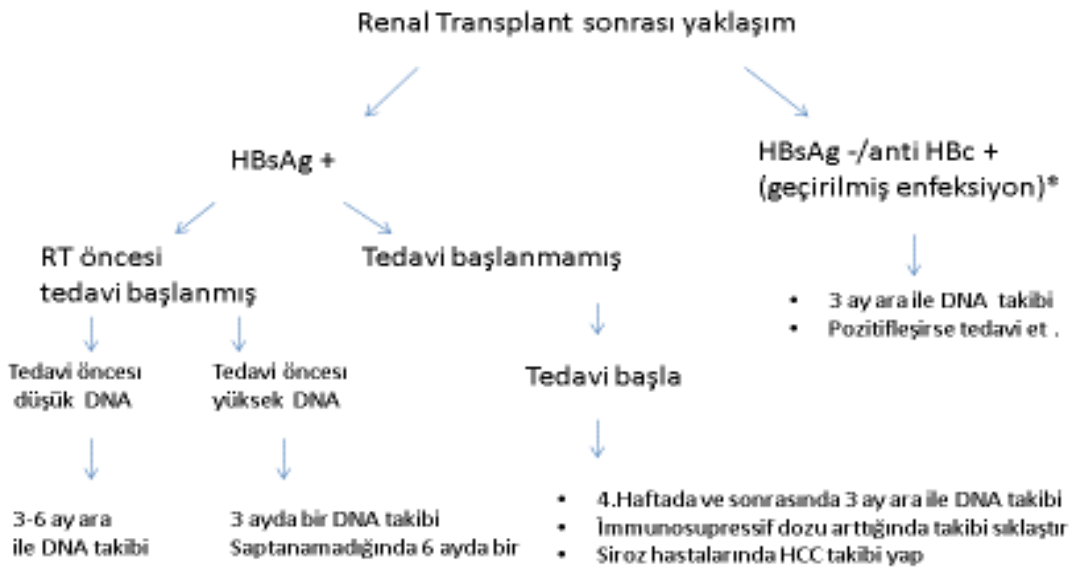 Renal Transplant sonrası yaklaşım
HBsAg +
HBsAg -/anti HBc +
(geçirilmiş enfeksiyon)*
RT öncesi
tedavi başlanmış
Tedavi başlanmamış
• 3 ay ara ile DNA takibi
• Pozitifleşirse tedavi et .
Tedavi öncesı
düşük DNA
Tedavi öncesı
yüksek DNA
Tedavi başla
3-6 ay ara
ile DNA takibi
3 ayda bir DNA takibi
Saptanamadığında 6 ayda bir
• 4.Haftada ve sonrasında 3 ay ara ile DNA takibi
• İmmunosupressif dozu arttığında takibi sıklaştır
• Siroz hastalarında HCC takibi yap